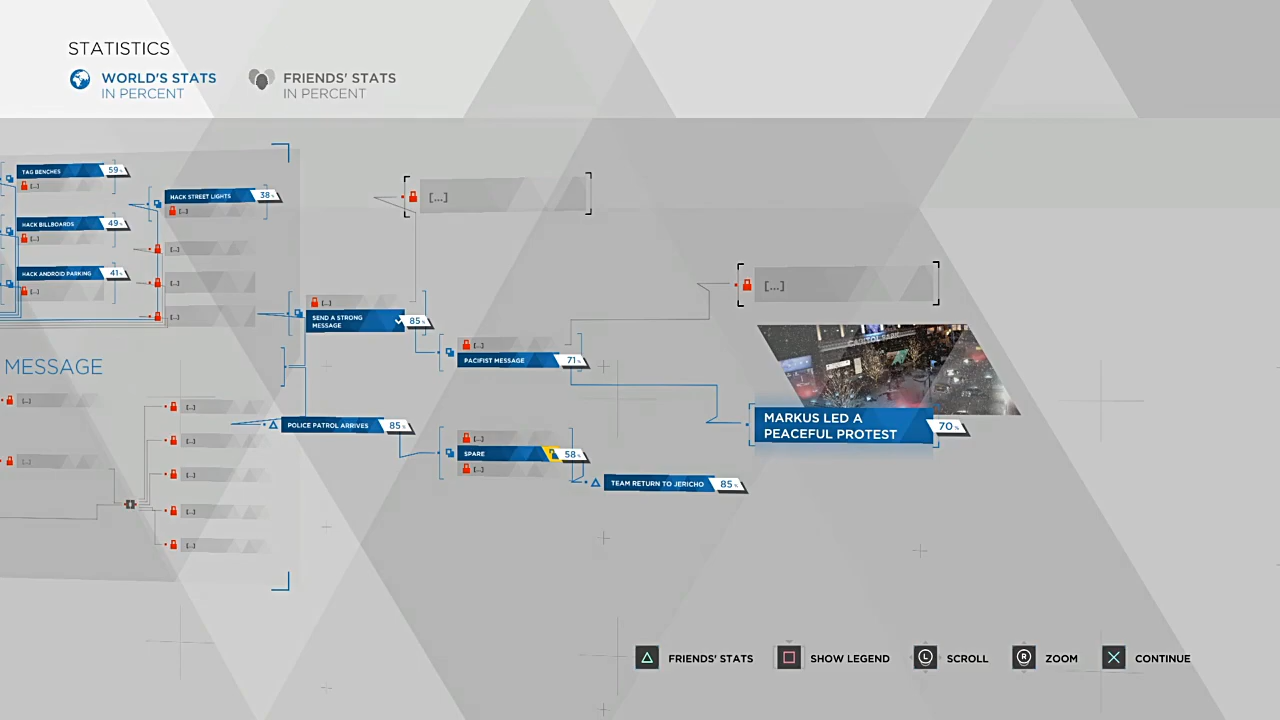 STATISTICS
WORLD'S STATS
IN PERCENT
FRIENDS' STATS
IN PERCENT
TAG BENCHES 59%
[...]
HACK STREET LIGHTS 38%
[...]
HACK BILLBOARDS 49%
[...]
[...]
HACK ANDROID PARKING 41%
[...]
[...]
[...]
[...]
[...]
[...]
SEND A STRONG
MESSAGE
85%
[...]
PACIFIST MESSAGE 71%
MESSAGE
[...]
[...]
[...]
[...]
[...]
[...]
[...]
POLICE PATROL ARRIVES 85%
[...]
SPARE 58%
[...]
TEAM RETURN TO JERICHO 85%
MARKUS LED A
PEACEFUL PROTEST
70%
FRIENDS' STATS
SHOW LEGEND
L
SCROLL
R
ZOOM
CONTINUE